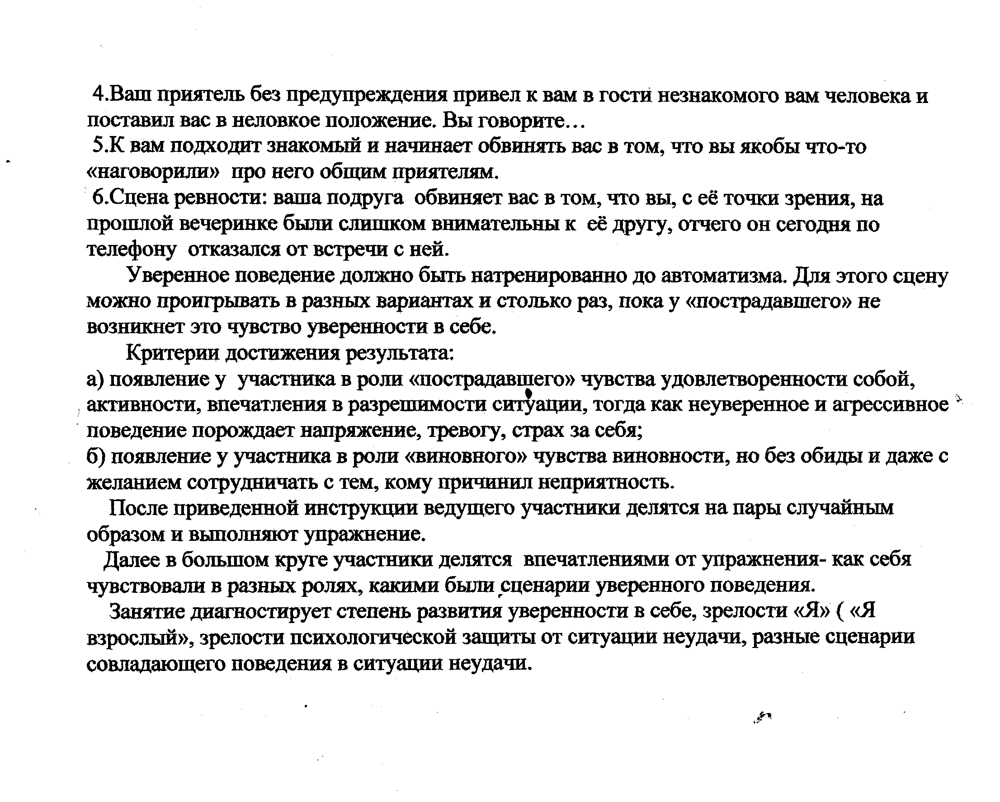 4.Ваш приятель без предупреждения привел к вам в гости незнакомого вам человека и
поставил вас в неловкое положение. Вы говорите...
5.К вам подходит знакомый и начинает обвинять вас в том, что вы якобы что-то
«наговорили» про него общим приятелям.
6.Сцена ревности: ваша подруга обвиняет вас в том, что вы, с её точки зрения, на
прошлой вечеринке были слишком внимательны к её другу, отчего он сегодня по
телефону отказался от встречи с ней.
Уверенное поведение должно быть натренированно до автоматизма. Для этого сцену
можно проигрывать в разных вариантах и столько раз, пока у «пострадавшего» не
возникнет это чувство уверенности в себе.
Критерии достижения результата:
а) появление у участника в роли «пострадавшего» чувства удовлетворенности собой,
активности, впечатления в разрешимости ситуации, тогда как неуверенное и агрессивное
поведение порождает напряжение, тревогу, страх за себя;
б) появление у участника в роли «виновного» чувства виновности, но без обиды и даже с
желанием сотрудничать с тем, кому причинил неприятность.
После приведенной инструкции ведущего участники делятся на пары случайным
образом и выполняют упражнение.
Далее в большом круге участники делятся впечатлениями от упражнения- как себя
чувствовали в разных ролях, какими были сценарии уверенного поведения.
Занятие диагностирует степень развития уверенности в себе, зрелости «Я» ( «Я
взрослый», зрелости психологической защиты от ситуации неудачи, разные сценарии
совладающего поведения в ситуации неудачи.